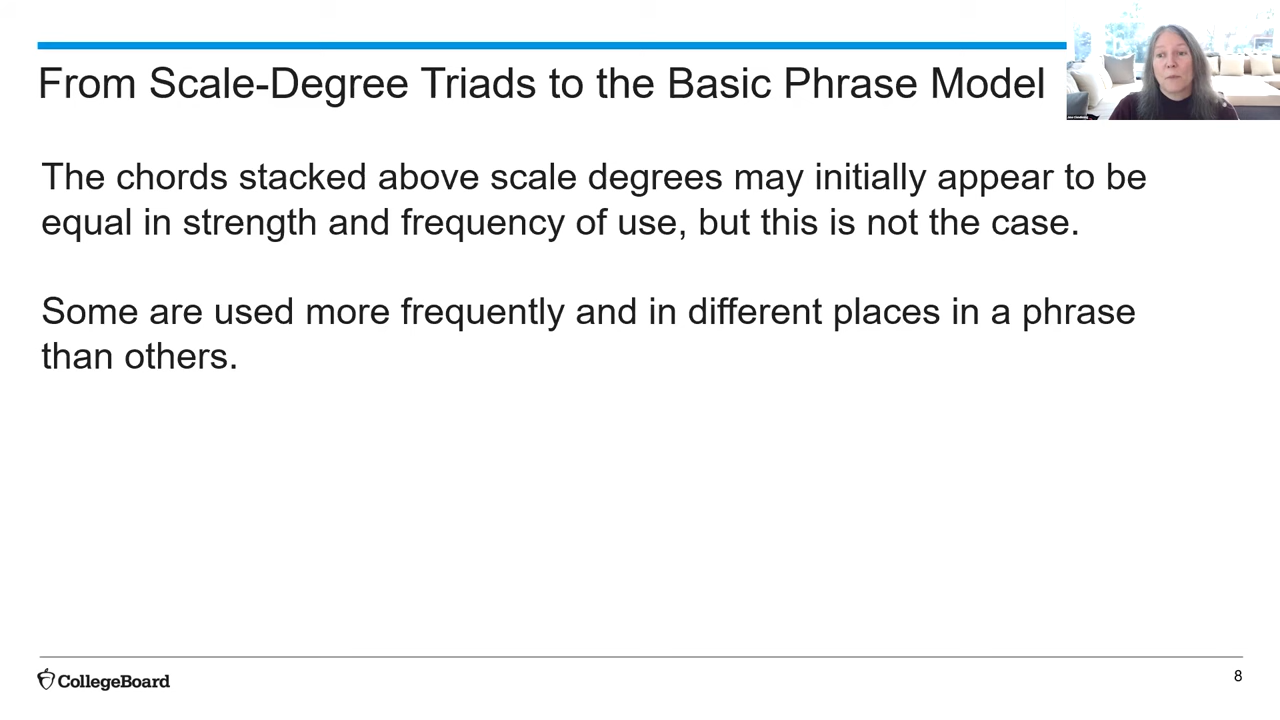 From Scale-Degree Triads to the Basic Phrase Model
The chords stacked above scale degrees may initially appear to be
equal in strength and frequency of use, but this is not the case.
Some are used more frequently and in different places in a phrase
than others.
CollegeBoard
8